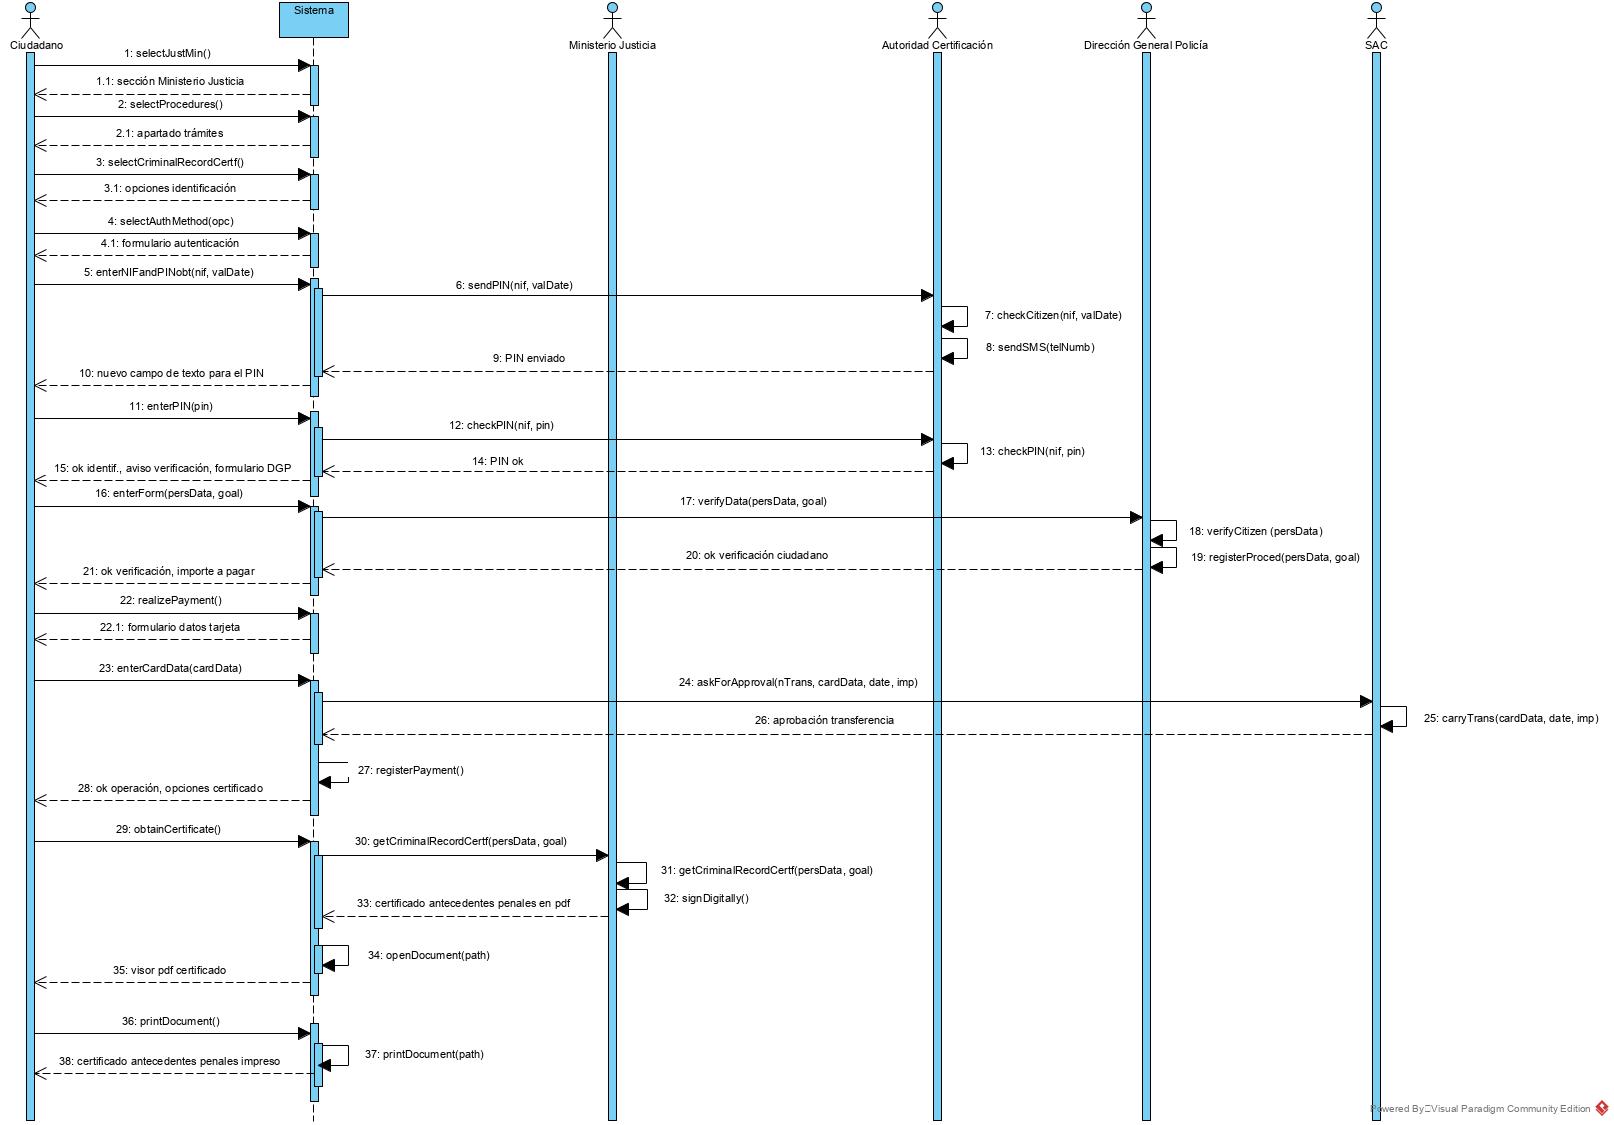 Ciudadano
Sistema
Ministerio Justicia
Autoridad Certificación
Dirección General Policía
SAC
1: selectJustMin()
1.1: sección Ministerio Justicia
2: selectProcedures()
2.1: apartado trámites
3: selectCriminalRecordCertf()
3.1: opciones identificación
4: selectAuthMethod(opc)
4.1: formulario autenticación
5: enterNIFandPINobt(nif, valDate)
6: sendPIN(nif, valDate)
7: checkCitizen(nif, valDate)
8: sendSMS(telNumb)
9: PIN enviado
10: nuevo campo de texto para el PIN
11: enterPIN(pin)
12: checkPIN(nif, pin)
13: checkPIN(nif, pin)
14: PIN ok
15: ok identif., aviso verificación, formulario DGP
16: enterForm(persData, goal)
17: verifyData(persData, goal)
18: verifyCitizen (persData)
19: registerProced(persData, goal)
20: ok verificación ciudadano
21: ok verificación, importe a pagar
22: realizePayment()
22.1: formulario datos tarjeta
23: enterCardData(cardData)
24: askForApproval(nTrans, cardData, date, imp)
25: carryTrans(cardData, date, imp)
26: aprobación transferencia
27: registerPayment()
28: ok operación, opciones certificado
29: obtainCertificate()
30: getCriminalRecordCertf(persData, goal)
31: getCriminalRecordCertf(persData, goal)
32: signDigitally()
33: certificado antecedentes penales en pdf
34: openDocument(path)
35: visor pdf certificado
36: printDocument()
37: printDocument(path)
38: certificado antecedentes penales impreso
Powered By Visual Paradigm Community Edition